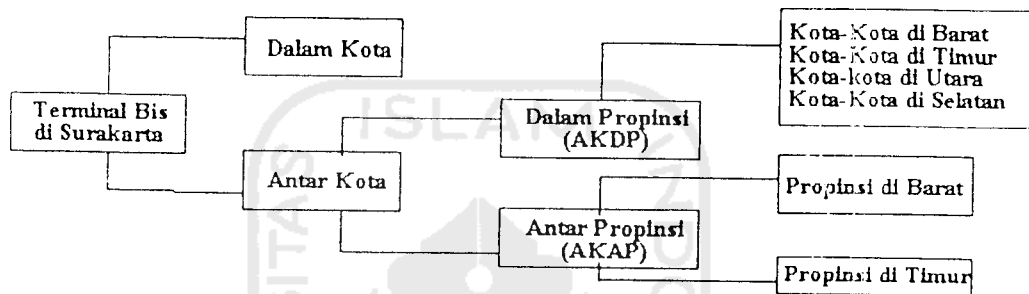 Dalam Kota
Terminal Bis
di Surakarta
Antar Kota
Dalam Propinsi
(AKDP)
Antar Propinsi
(AKAP)
Kota-Kota di Barat
Kota-Kota di Timur
Kota-kota di Utara
Kota-Kota di Selatan
Propinsi di Barat
Propinsi di Timur
ISLAM